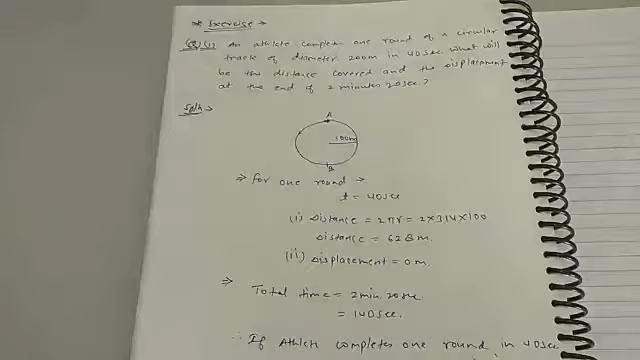 * Exercise →
(Q)(1) An athlete completes one round of a circular
track of diameter 200m in 40sec. What will
be the distance covered and the displacement
at the end of 2 minutes 20sec?
Soln →
A
100m
B
⇒ For one round →
t = 40sec
(i) Distance = 2πr = 2×3.14×100
Distance = 628m.
(ii) Displacement = 0m.
⇒
Total time = 2min. 20sec.
= 140sec.
∴ If Athlete completes one round in 40sec.